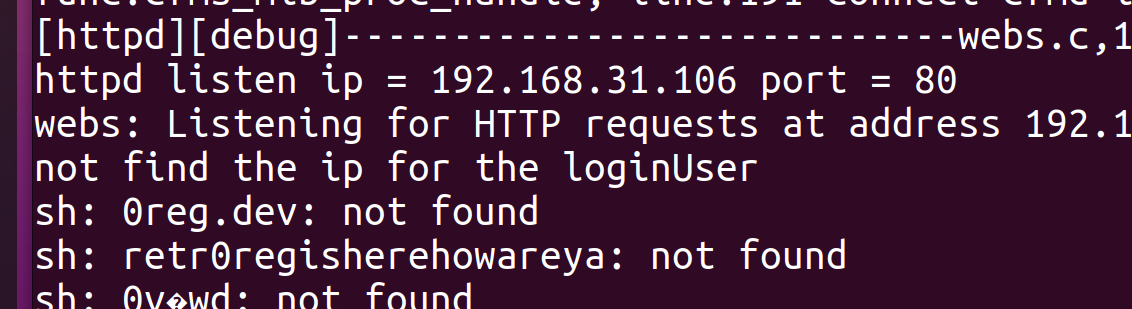 [httpd][debug]----------------------------webs.c,1
httpd listen ip = 192.168.31.106 port = 80
webs: Listening for HTTP requests at address 192.1
not find the ip for the loginUser
sh: 0reg.dev: not found
sh: retr0regisherehowareya: not found
sh: 0v�wd: not found